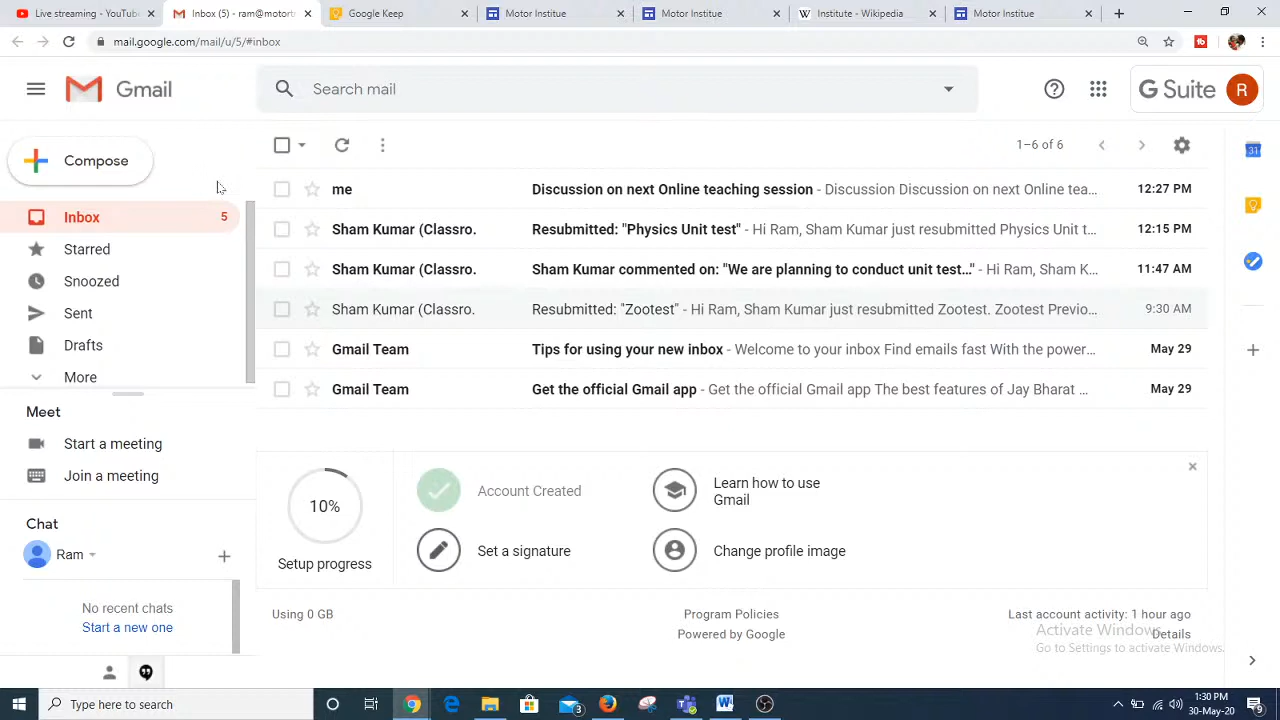 Live streaming - YouTub
Inbox (5) - ram@motort
Google Keep
Motor Institue
Motor Institue
Institute - Wikipedia
Motor Institue
mail.google.com/mail/u/5/#inbox
Gmail
Search mail
G Suite
R
Compose
1–6 of 6
31
me Discussion on next Online teaching session - Discussion Discussion on next Online tea... 12:27 PM
Inbox 5
Sham Kumar (Classro. Resubmitted: "Physics Unit test" - Hi Ram, Sham Kumar just resubmitted Physics Unit t... 12:15 PM
Starred
Sham Kumar (Classro. Sham Kumar commented on: "We are planning to conduct unit test..." - Hi Ram, Sham K... 11:47 AM
Snoozed
Sham Kumar (Classro. Resubmitted: "Zootest" - Hi Ram, Sham Kumar just resubmitted Zootest. Zootest Previo... 9:30 AM
Sent
Gmail Team Tips for using your new inbox - Welcome to your inbox Find emails fast With the power... May 29
Drafts
Gmail Team Get the official Gmail app - Get the official Gmail app The best features of Jay Bharat ... May 29
More
Meet
Start a meeting
Join a meeting
Chat
Ram
No recent chats
Start a new one
10%
Setup progress
Account Created
Set a signature
Learn how to use
Gmail
Change profile image
Using 0 GB
Program Policies
Powered by Google
Last account activity: 1 hour ago
Details
Activate Windows
Go to Settings to activate Windows.
Type here to search
3
1:30 PM
30-May-20